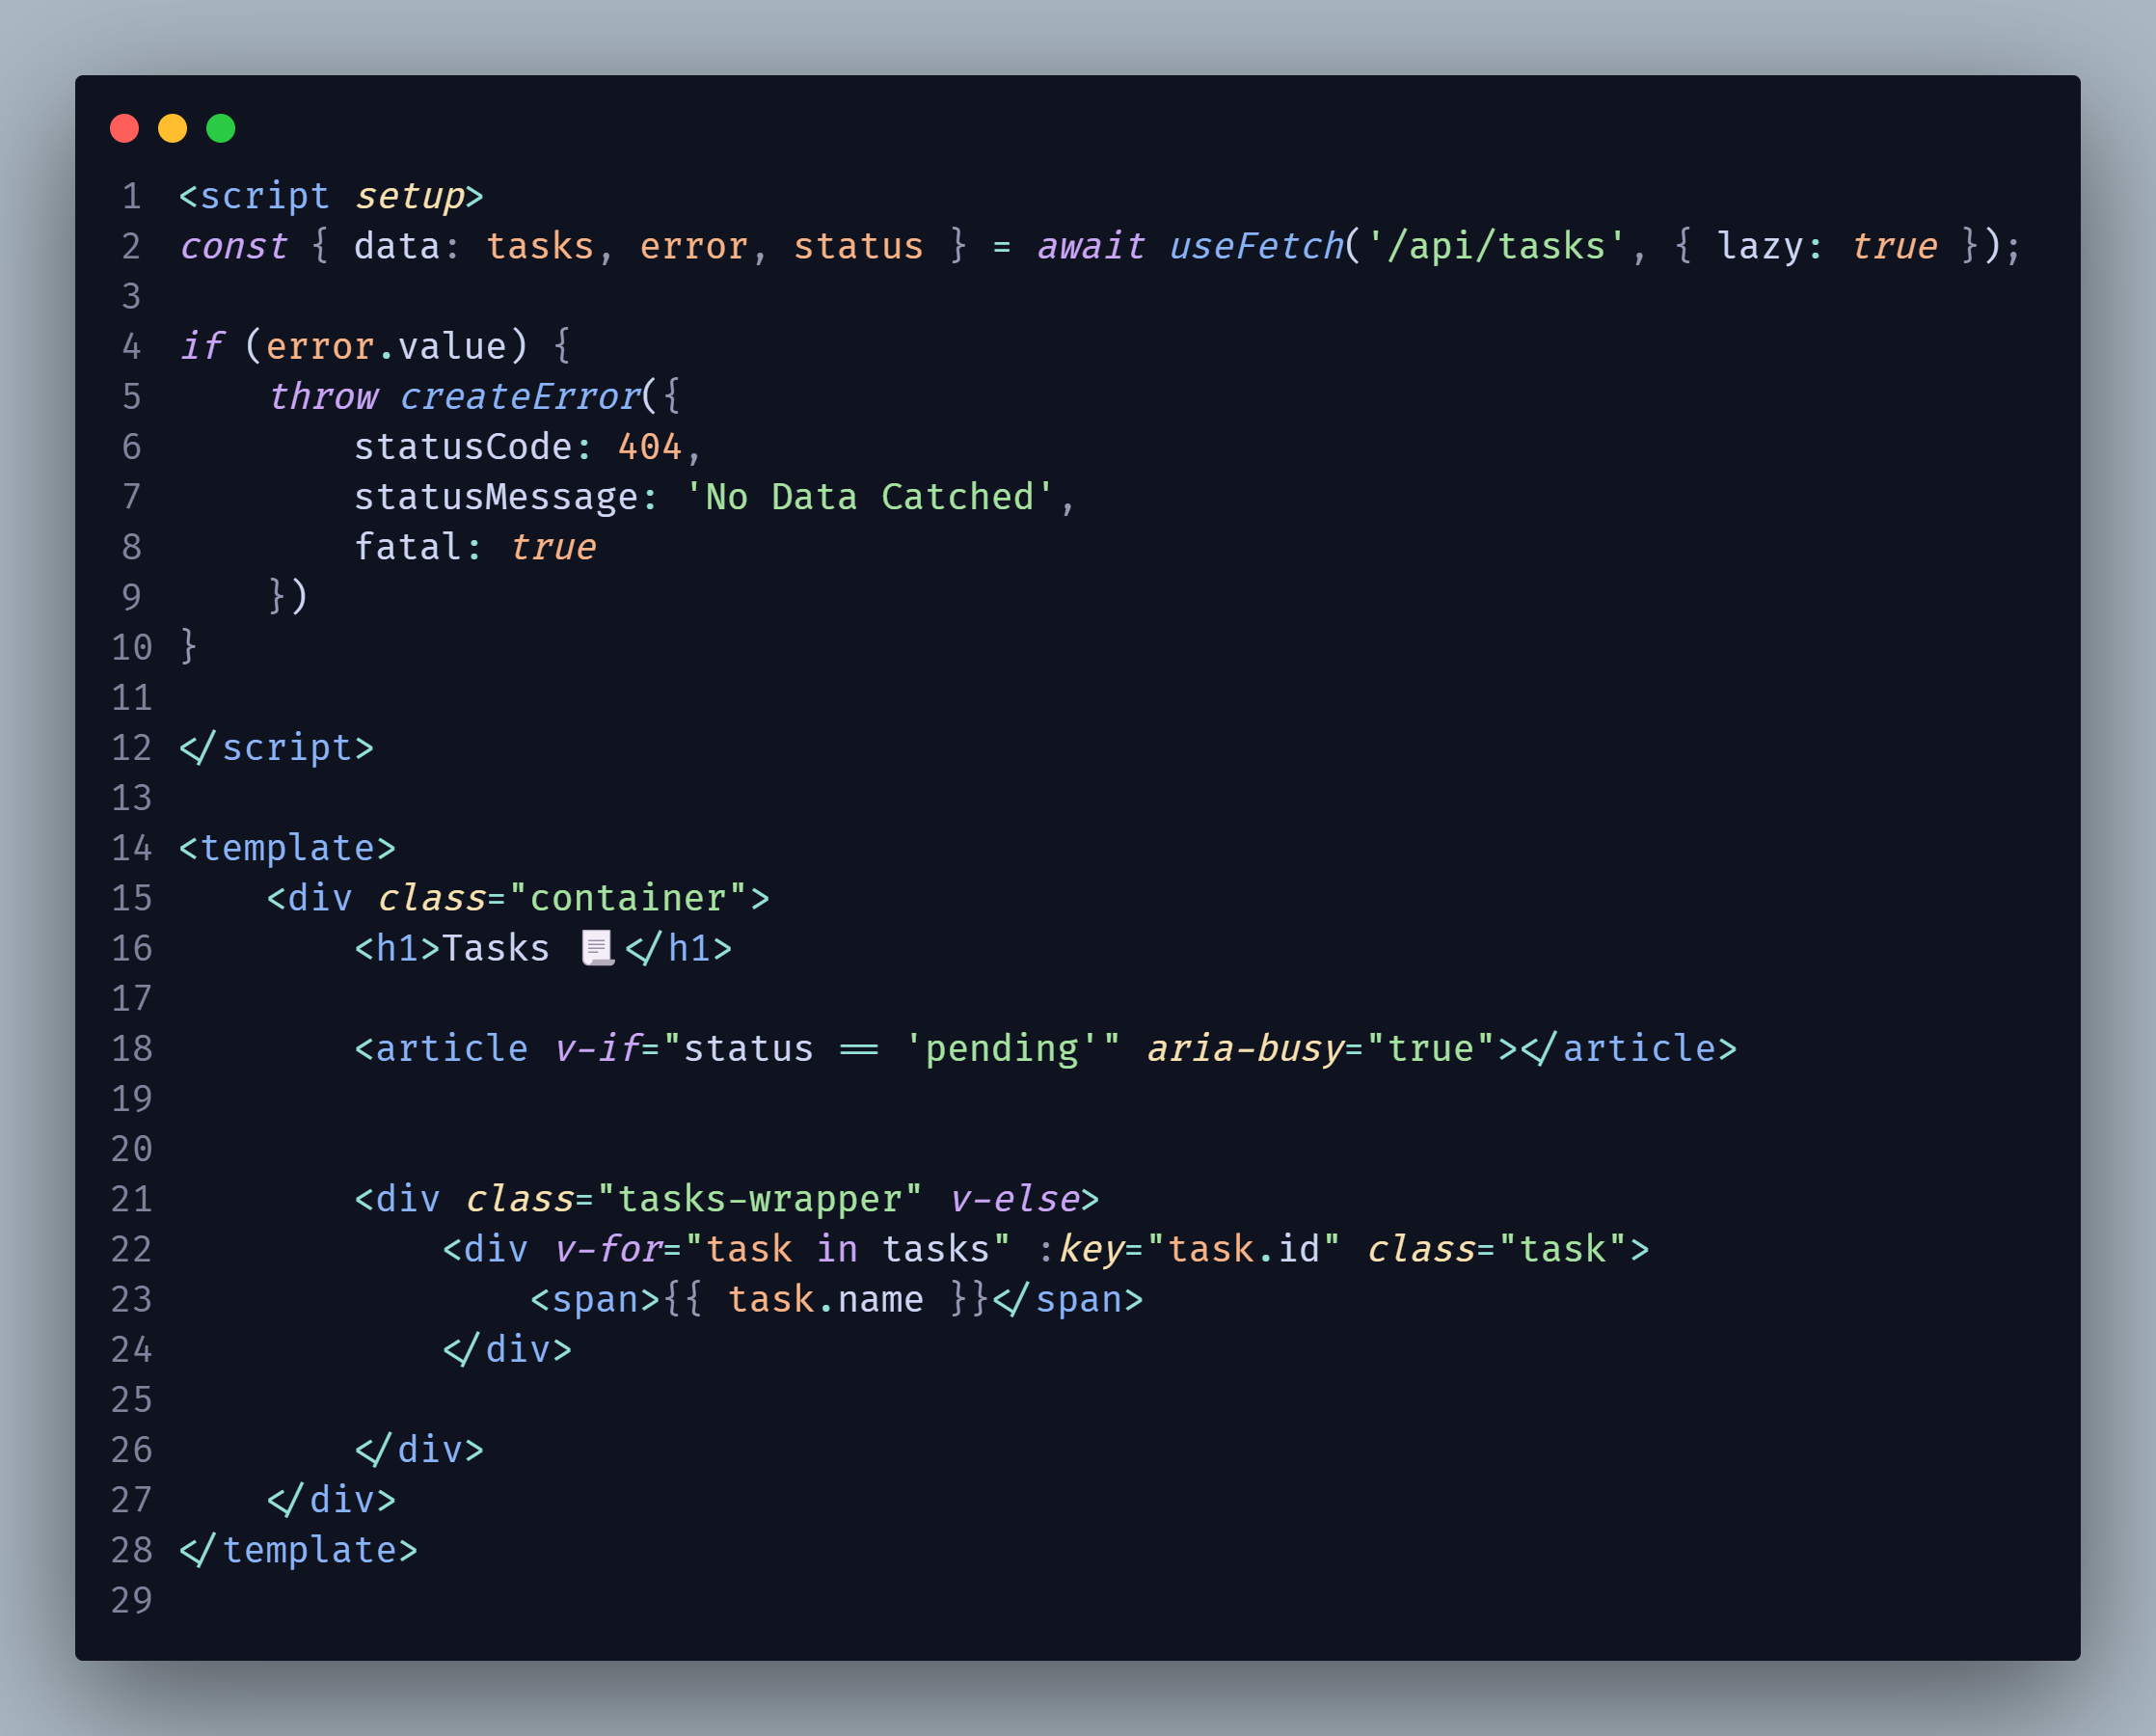 1 <script setup>
2 const { data: tasks, error, status } = await useFetch('/api/tasks', { lazy: true });
3
4 if (error.value) {
5     throw createError({
6         statusCode: 404,
7         statusMessage: 'No Data Catched',
8         fatal: true
9     })
10 }
11
12 </script>
13
14 <template>
15     <div class="container">
16         <h1>Tasks 📜</h1>
17
18         <article v-if="status == 'pending'" aria-busy="true"></article>
19
20
21         <div class="tasks-wrapper" v-else>
22             <div v-for="task in tasks" :key="task.id" class="task">
23                 <span>{{ task.name }}</span>
24             </div>
25
26         </div>
27     </div>
28 </template>
29